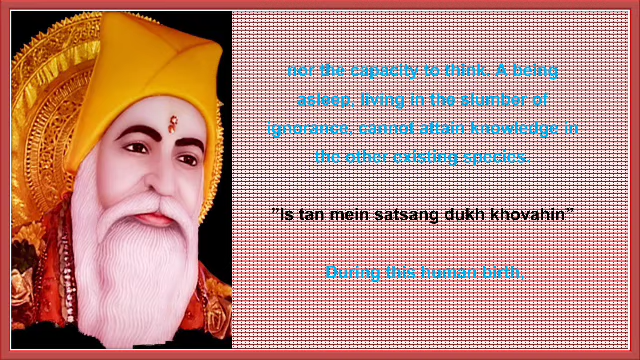 nor the capacity to think. A being
asleep, living in the slumber of
ignorance, cannot attain knowledge in
the other existing species.
"Is tan mein satsang dukh khovahin"
During this human birth,